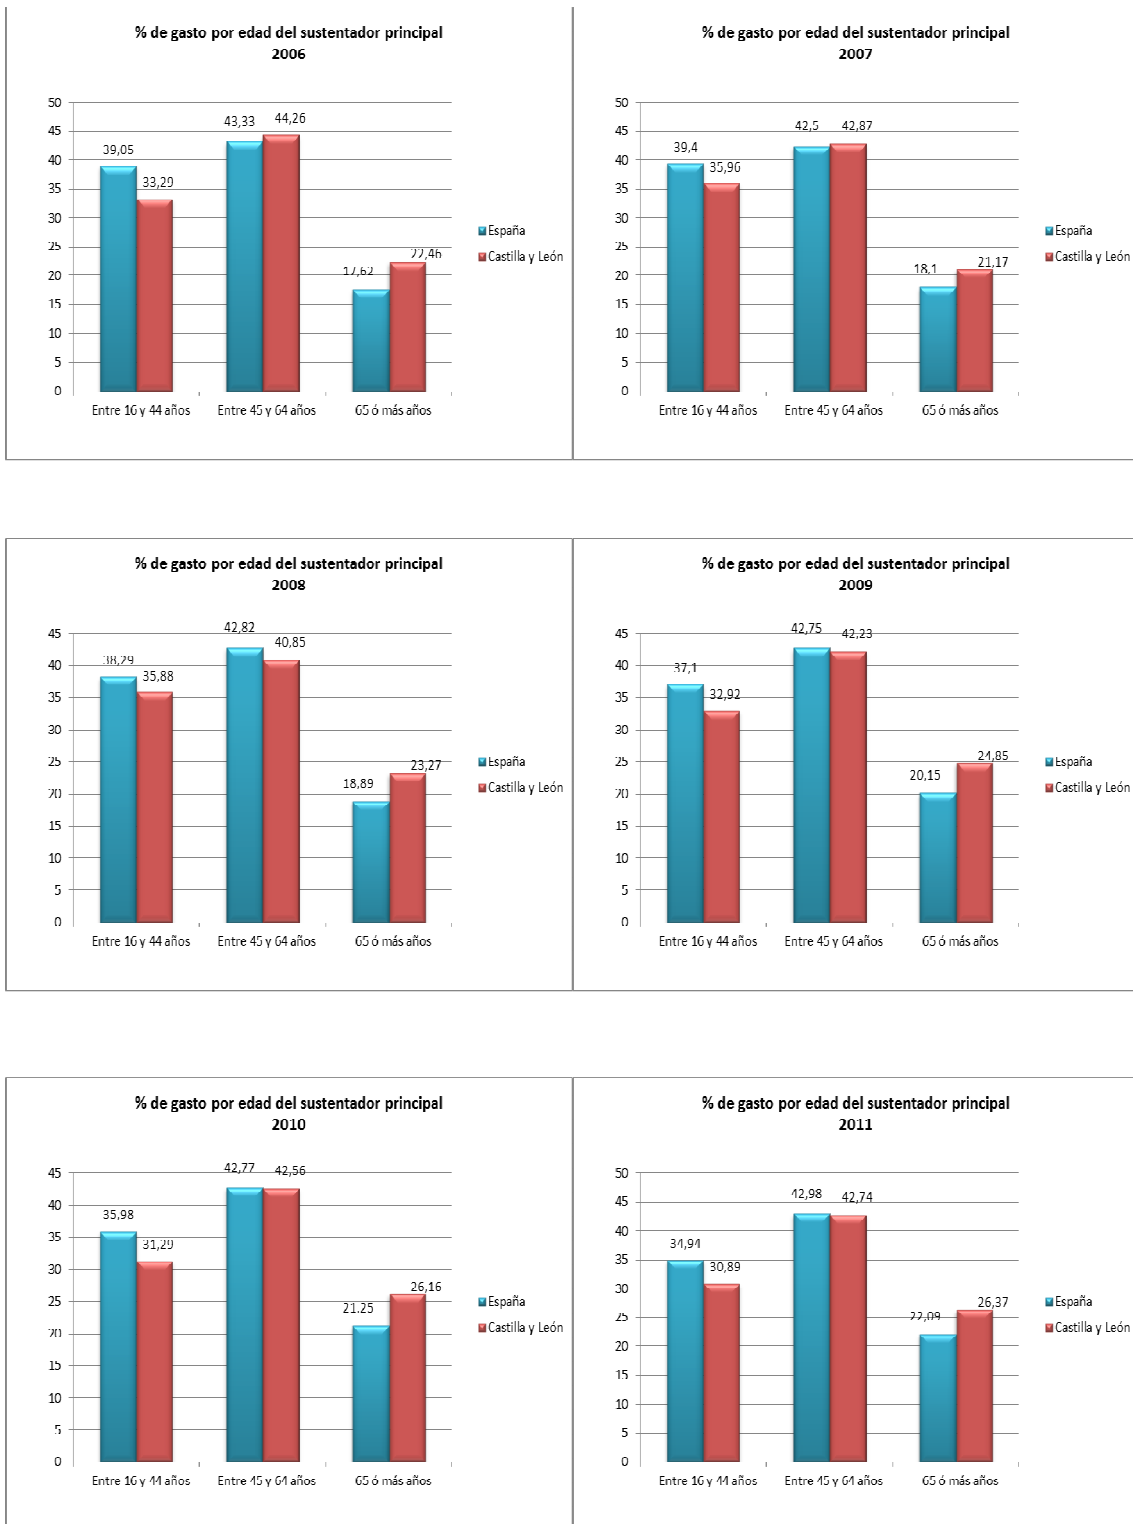 % de gasto por edad del sustentador principal
2006
50
45
40
35
30
25
20
15
10
5
0
39,05
33,29
43,33
44,26
17,62
22,46
Entre 16 y 44 años
Entre 45 y 64 años
65 ó más años
España
Castilla y León
% de gasto por edad del sustentador principal
2007
50
45
40
35
30
25
20
15
10
5
0
39,4
35,96
42,5
42,87
18,1
21,17
Entre 16 y 44 años
Entre 45 y 64 años
65 ó más años
España
Castilla y León
% de gasto por edad del sustentador principal
2008
45
40
35
30
25
20
15
10
5
0
38,29
35,88
42,82
40,85
18,89
23,27
Entre 16 y 44 años
Entre 45 y 64 años
65 ó más años
España
Castilla y León
% de gasto por edad del sustentador principal
2009
45
40
35
30
25
20
15
10
5
0
37,1
32,92
42,75
42,23
20,15
24,85
Entre 16 y 44 años
Entre 45 y 64 años
65 ó más años
España
Castilla y León
% de gasto por edad del sustentador principal
2010
45
40
35
30
25
20
15
10
5
0
35,98
31,29
42,77
42,56
21.25
26,16
Entre 16 y 44 años
Entre 45 y 64 años
65 ó más años
España
Castilla y León
% de gasto por edad del sustentador principal
2011
50
45
40
35
30
25
20
15
10
5
0
34,94
30,89
42,98
42,74
22,09
26,37
Entre 16 y 44 años
Entre 45 y 64 años
65 ó más años
España
Castilla y León